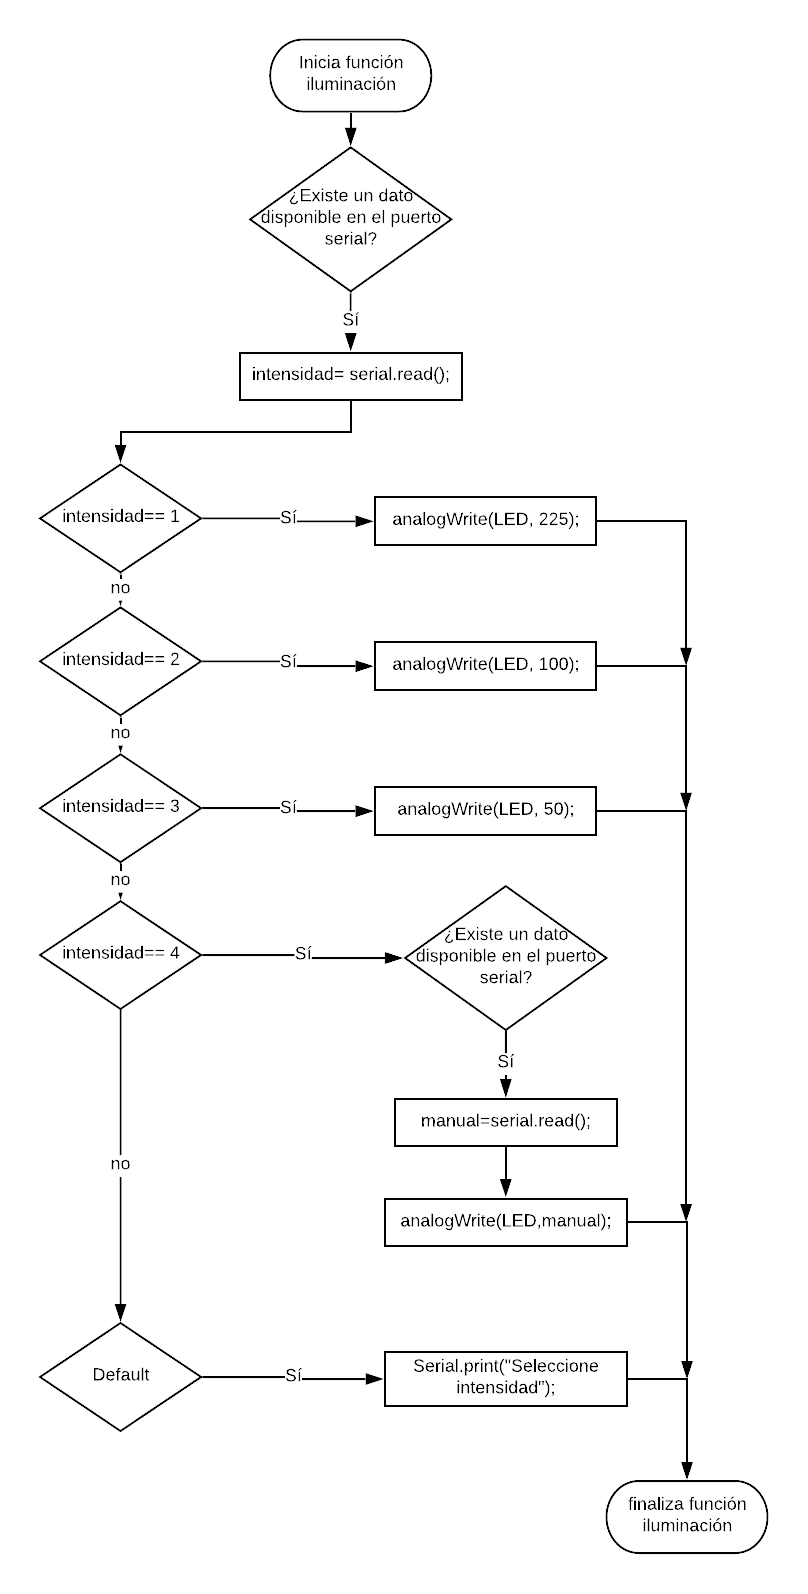 Inicia función
iluminación
¿Existe un dato
disponible en el puerto
serial?
Sí
intensidad= serial.read();
intensidad== 1
Sí
analogWrite(LED, 225);
no
intensidad== 2
Sí
analogWrite(LED, 100);
no
intensidad== 3
Sí
analogWrite(LED, 50);
no
intensidad== 4
Sí
¿Existe un dato
disponible en el puerto
serial?
Sí
manual=serial.read();
no
analogWrite(LED,manual);
Default
Sí
Serial.print("Seleccione
intensidad");
finaliza función
iluminación